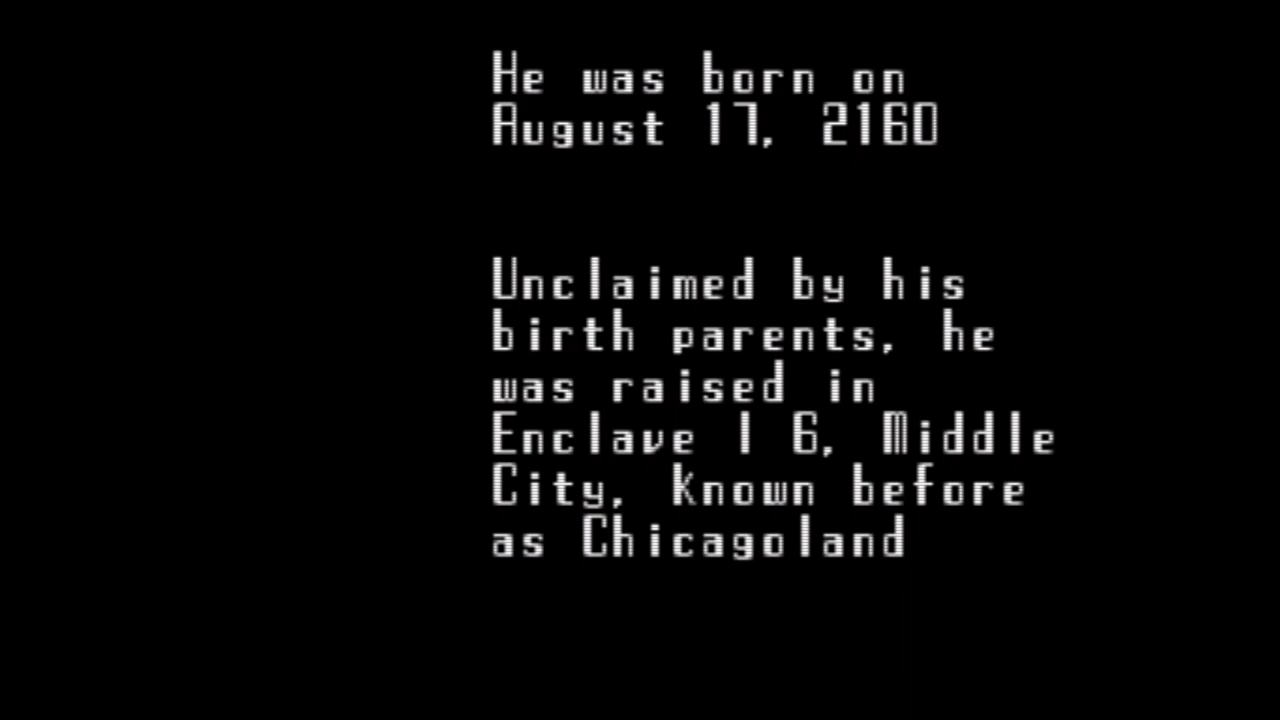 He was born on
August 17, 2160
Unclaimed by his
birth parents, he
was raised in
Enclave I 6, Middle
City, known before
as Chicagoland